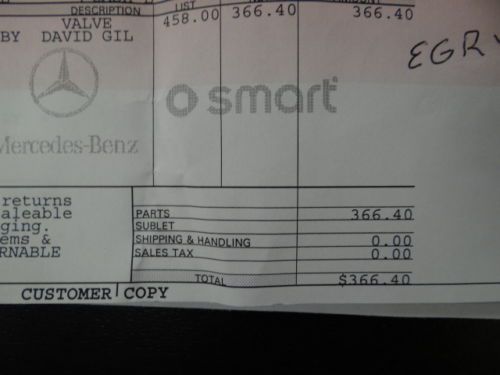 DESCRIPTION LIST AMOUNT
VALVE 458.00 366.40 366.40
BY DAVID GIL
EGR
smart
Mercedes-Benz
returns
PARTS 366.40
SUBLET
SHIPPING & HANDLING 0.00
SALES TAX 0.00
TOTAL $366.40
aleable
ging.
ems &
RNABLE
CUSTOMER COPY